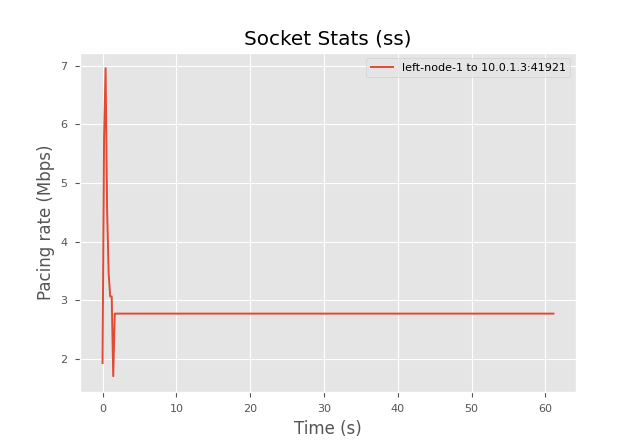 Socket Stats (ss)
left-node-1 to 10.0.1.3:41921
Pacing rate (Mbps)
7
6
5
4
3
2
0 10 20 30 40 50 60
Time (s)